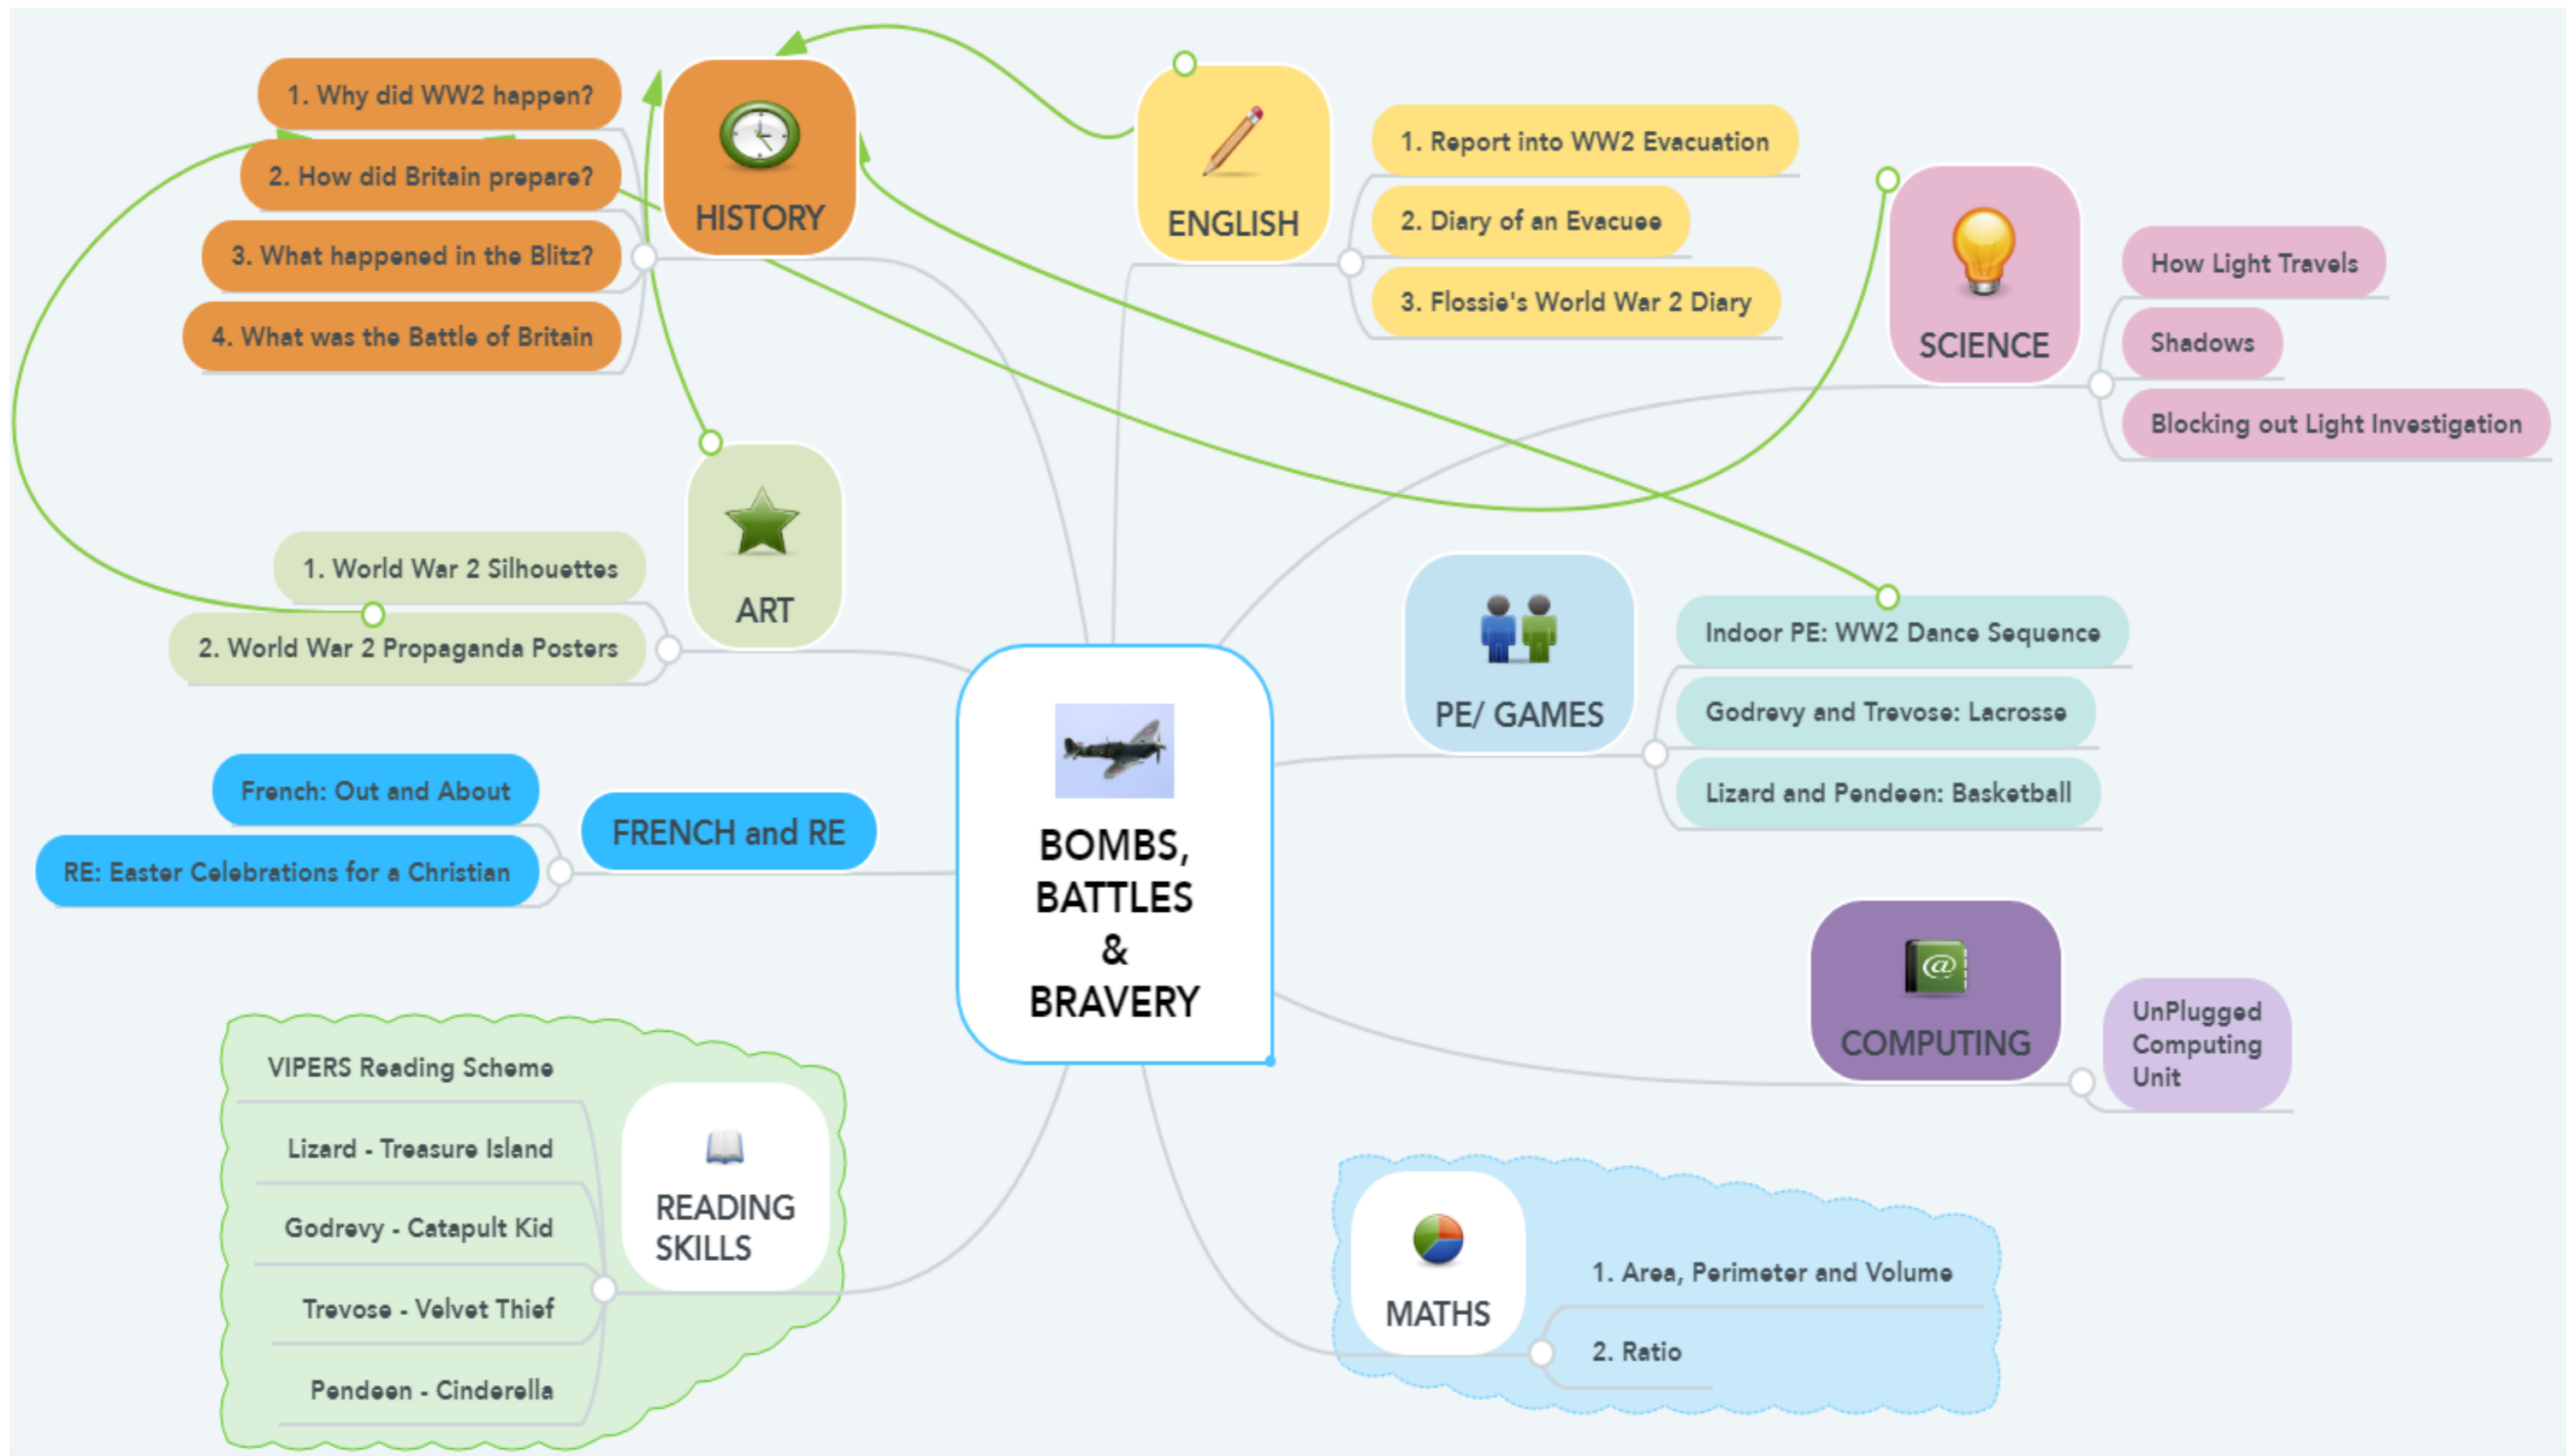 1. Why did WW2 happen?
2. How did Britain prepare?
3. What happened in the Blitz?
4. What was the Battle of Britain
HISTORY
ENGLISH
1. Report into WW2 Evacuation
2. Diary of an Evacuee
3. Flossie's World War 2 Diary
SCIENCE
How Light Travels
Shadows
Blocking out Light Investigation
1. World War 2 Silhouettes
2. World War 2 Propaganda Posters
ART
PE/ GAMES
Indoor PE: WW2 Dance Sequence
Godrevy and Trevose: Lacrosse
Lizard and Pendeen: Basketball
French: Out and About
RE: Easter Celebrations for a Christian
FRENCH and RE
BOMBS,
BATTLES
&
BRAVERY
@
COMPUTING
UnPlugged
Computing
Unit
VIPERS Reading Scheme
Lizard - Treasure Island
Godrevy - Catapult Kid
Trevose - Velvet Thief
Pendeen - Cinderella
READING
SKILLS
MATHS
1. Area, Perimeter and Volume
2. Ratio